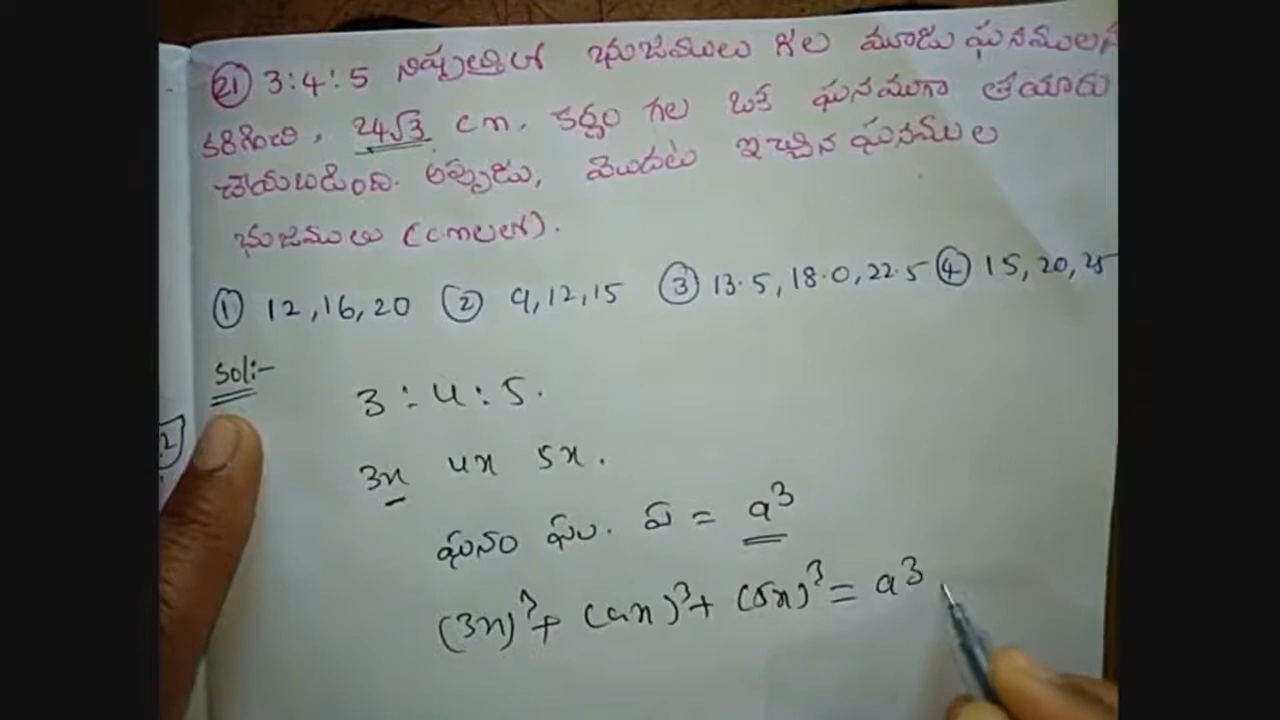 21 3:4:5 నిష్పత్తిలో భుజములు గల మూడు ఘనములన
కరిగించి, 24√3 cm. కర్ణం గల ఒకే ఘనముగా తయారు
చేయబడింది. అప్పుడు, మొదట ఇచ్చిన ఘనముల
భుజములు (cmలలో).
① 12,16,20 ② 9,12,15 ③ 13.5,18.0,22.5 ④ 15,20,25
Sol:-
3:4:5.
3x 4x 5x.
ఘనం ఘ.ప = a³
(3x)³+ (4x)³+ (5x)³= a³